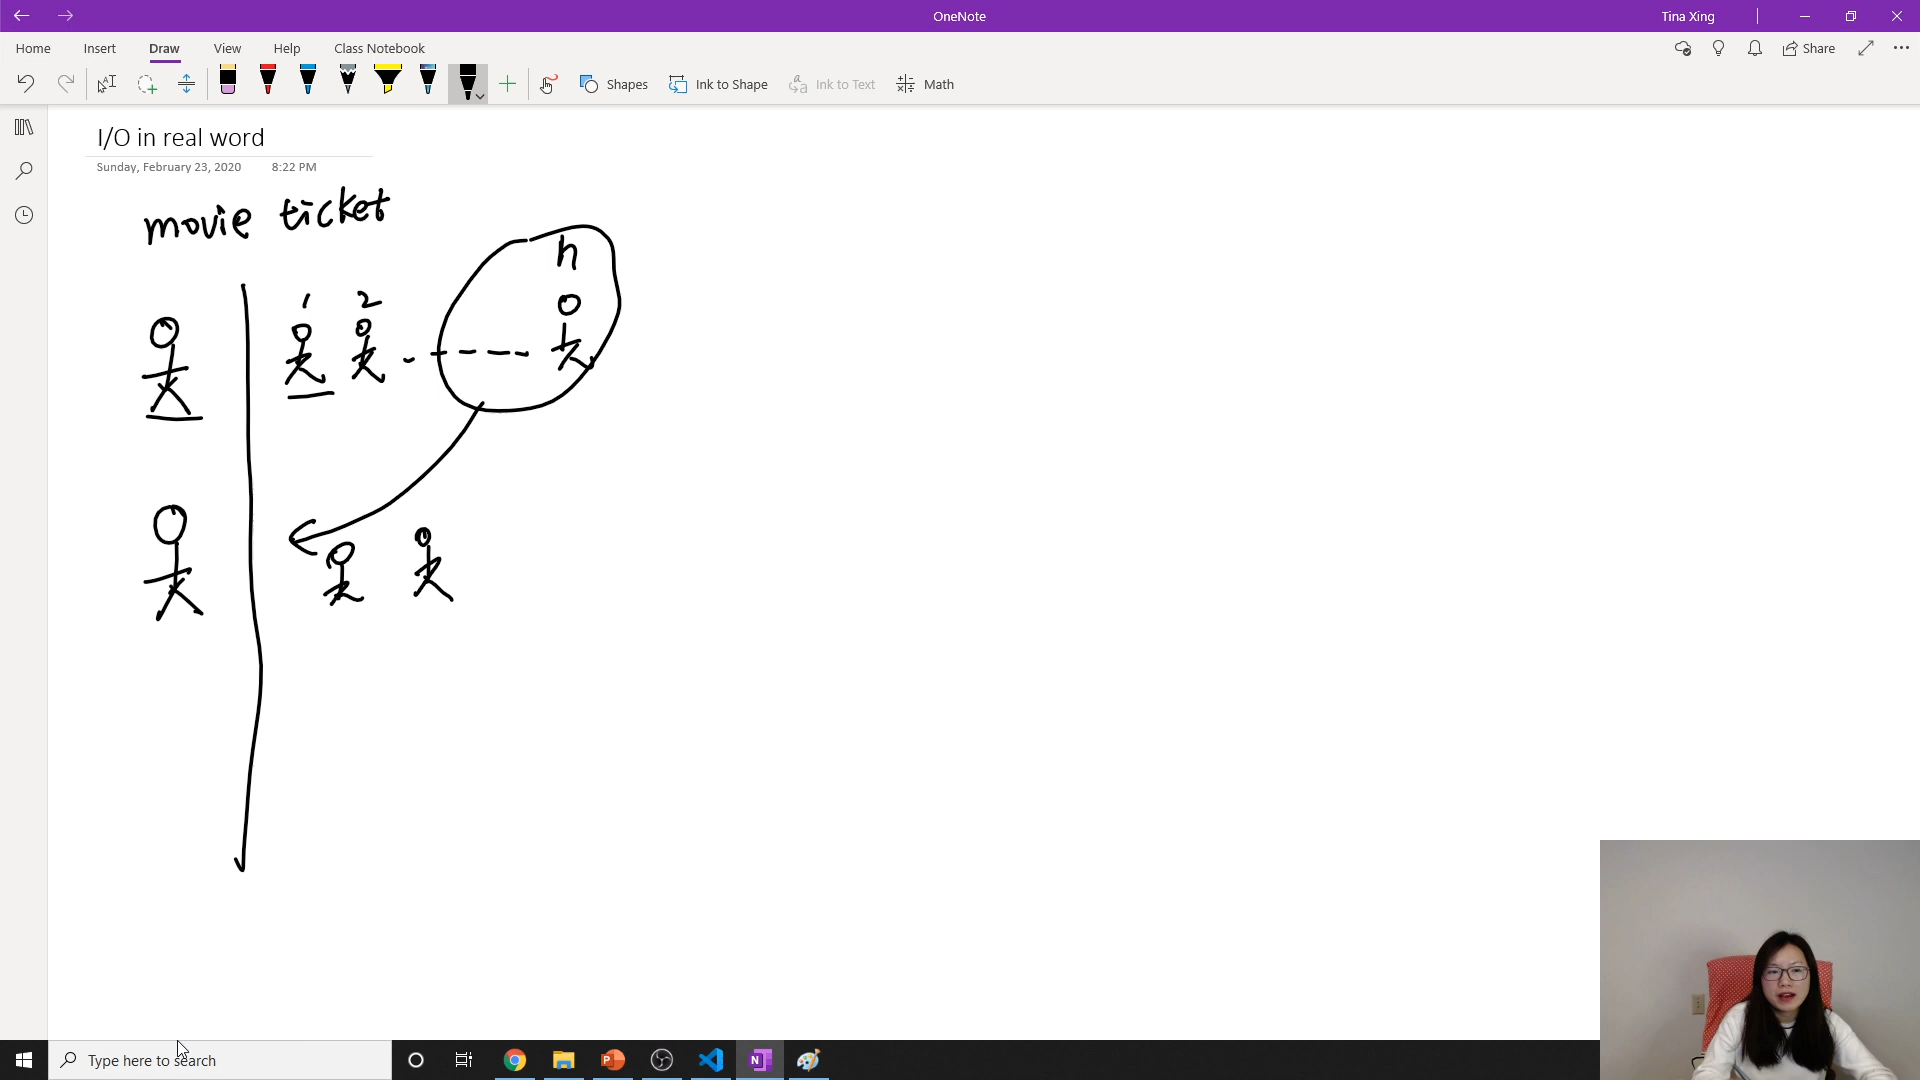 OneNote
Tina Xing
Home Insert Draw View Help Class Notebook
Share
Shapes Ink to Shape Ink to Text Math
I/O in real word
Sunday, February 23, 2020 8:22 PM
movie ticket
n
1 2
Type here to search